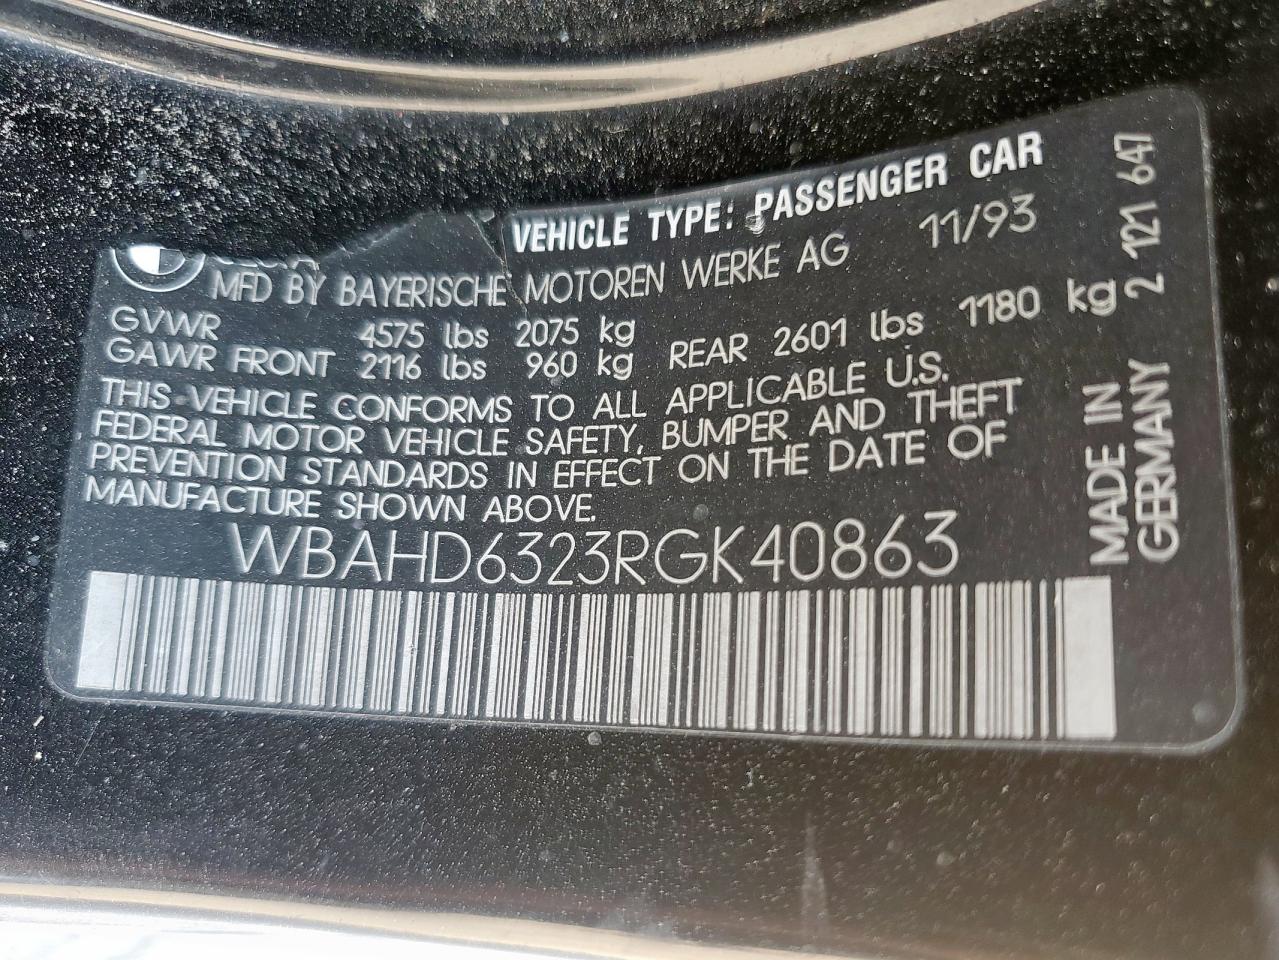 VEHICLE TYPE: PASSENGER CAR
MFD BY BAYERISCHE MOTOREN WERKE AG 11/93
GVWR 4575 lbs 2075 kg
GAWR FRONT 2116 lbs 960 kg REAR 2601 lbs 1180 kg
THIS VEHICLE CONFORMS TO ALL APPLICABLE U.S.
FEDERAL MOTOR VEHICLE SAFETY, BUMPER AND THEFT
PREVENTION STANDARDS IN EFFECT ON THE DATE OF
MANUFACTURE SHOWN ABOVE.
WBAHD6323RGK40863
MADE IN
GERMANY
2 121 647